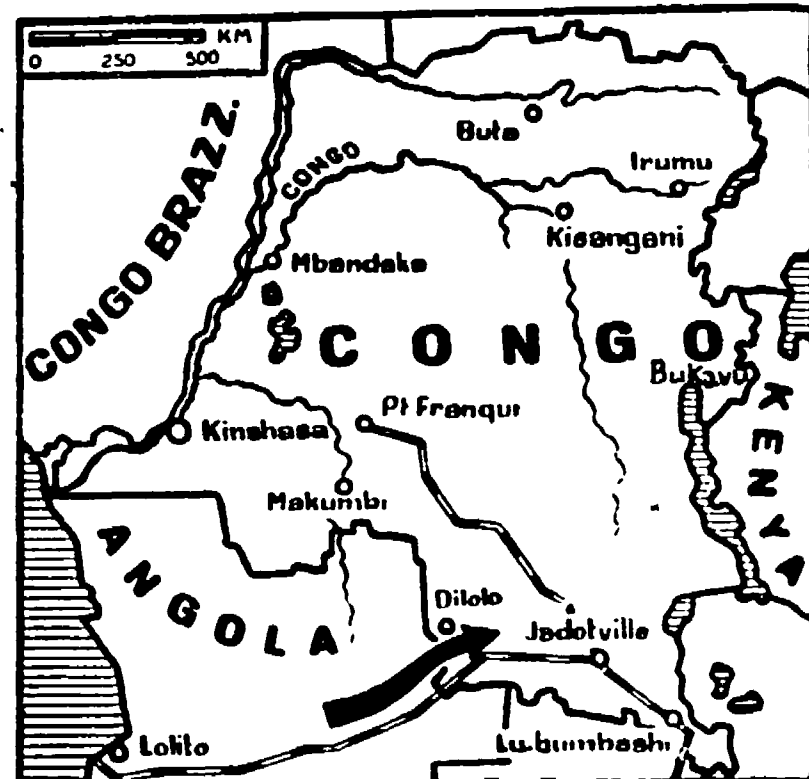 KM
0 250 500
CONGO BRAZZ.
CONGO
Buta
Irumu
Kisangani
Mbandaka
CONGO
Bukavu
KENYA
Pt Franqui
Kinshasa
Makumbi
ANGOLA
Dilolo
Jadotville
Lobito
Lubumbashi